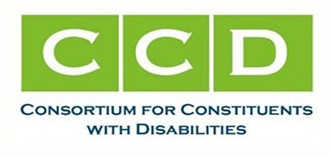 CCD
CONSORTIUM FOR CONSTITUENTS
WITH DISABILITIES